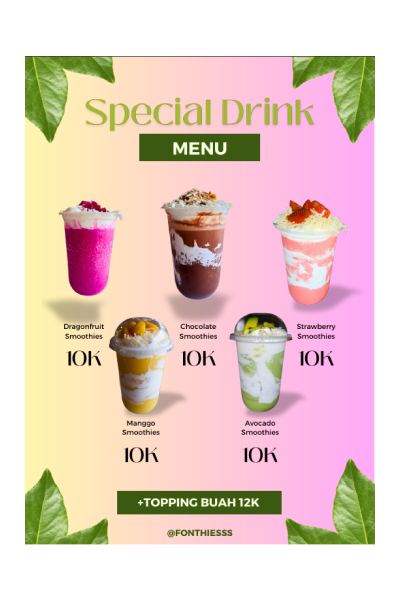 Special Drink
MENU
Dragonfruit
Smoothies
10K
Chocolate
Smoothies
10K
Strawberry
Smoothies
10K
Manggo
Smoothies
10K
Avocado
Smoothies
10K
+TOPPING BUAH 12K
@FONTHIESSS